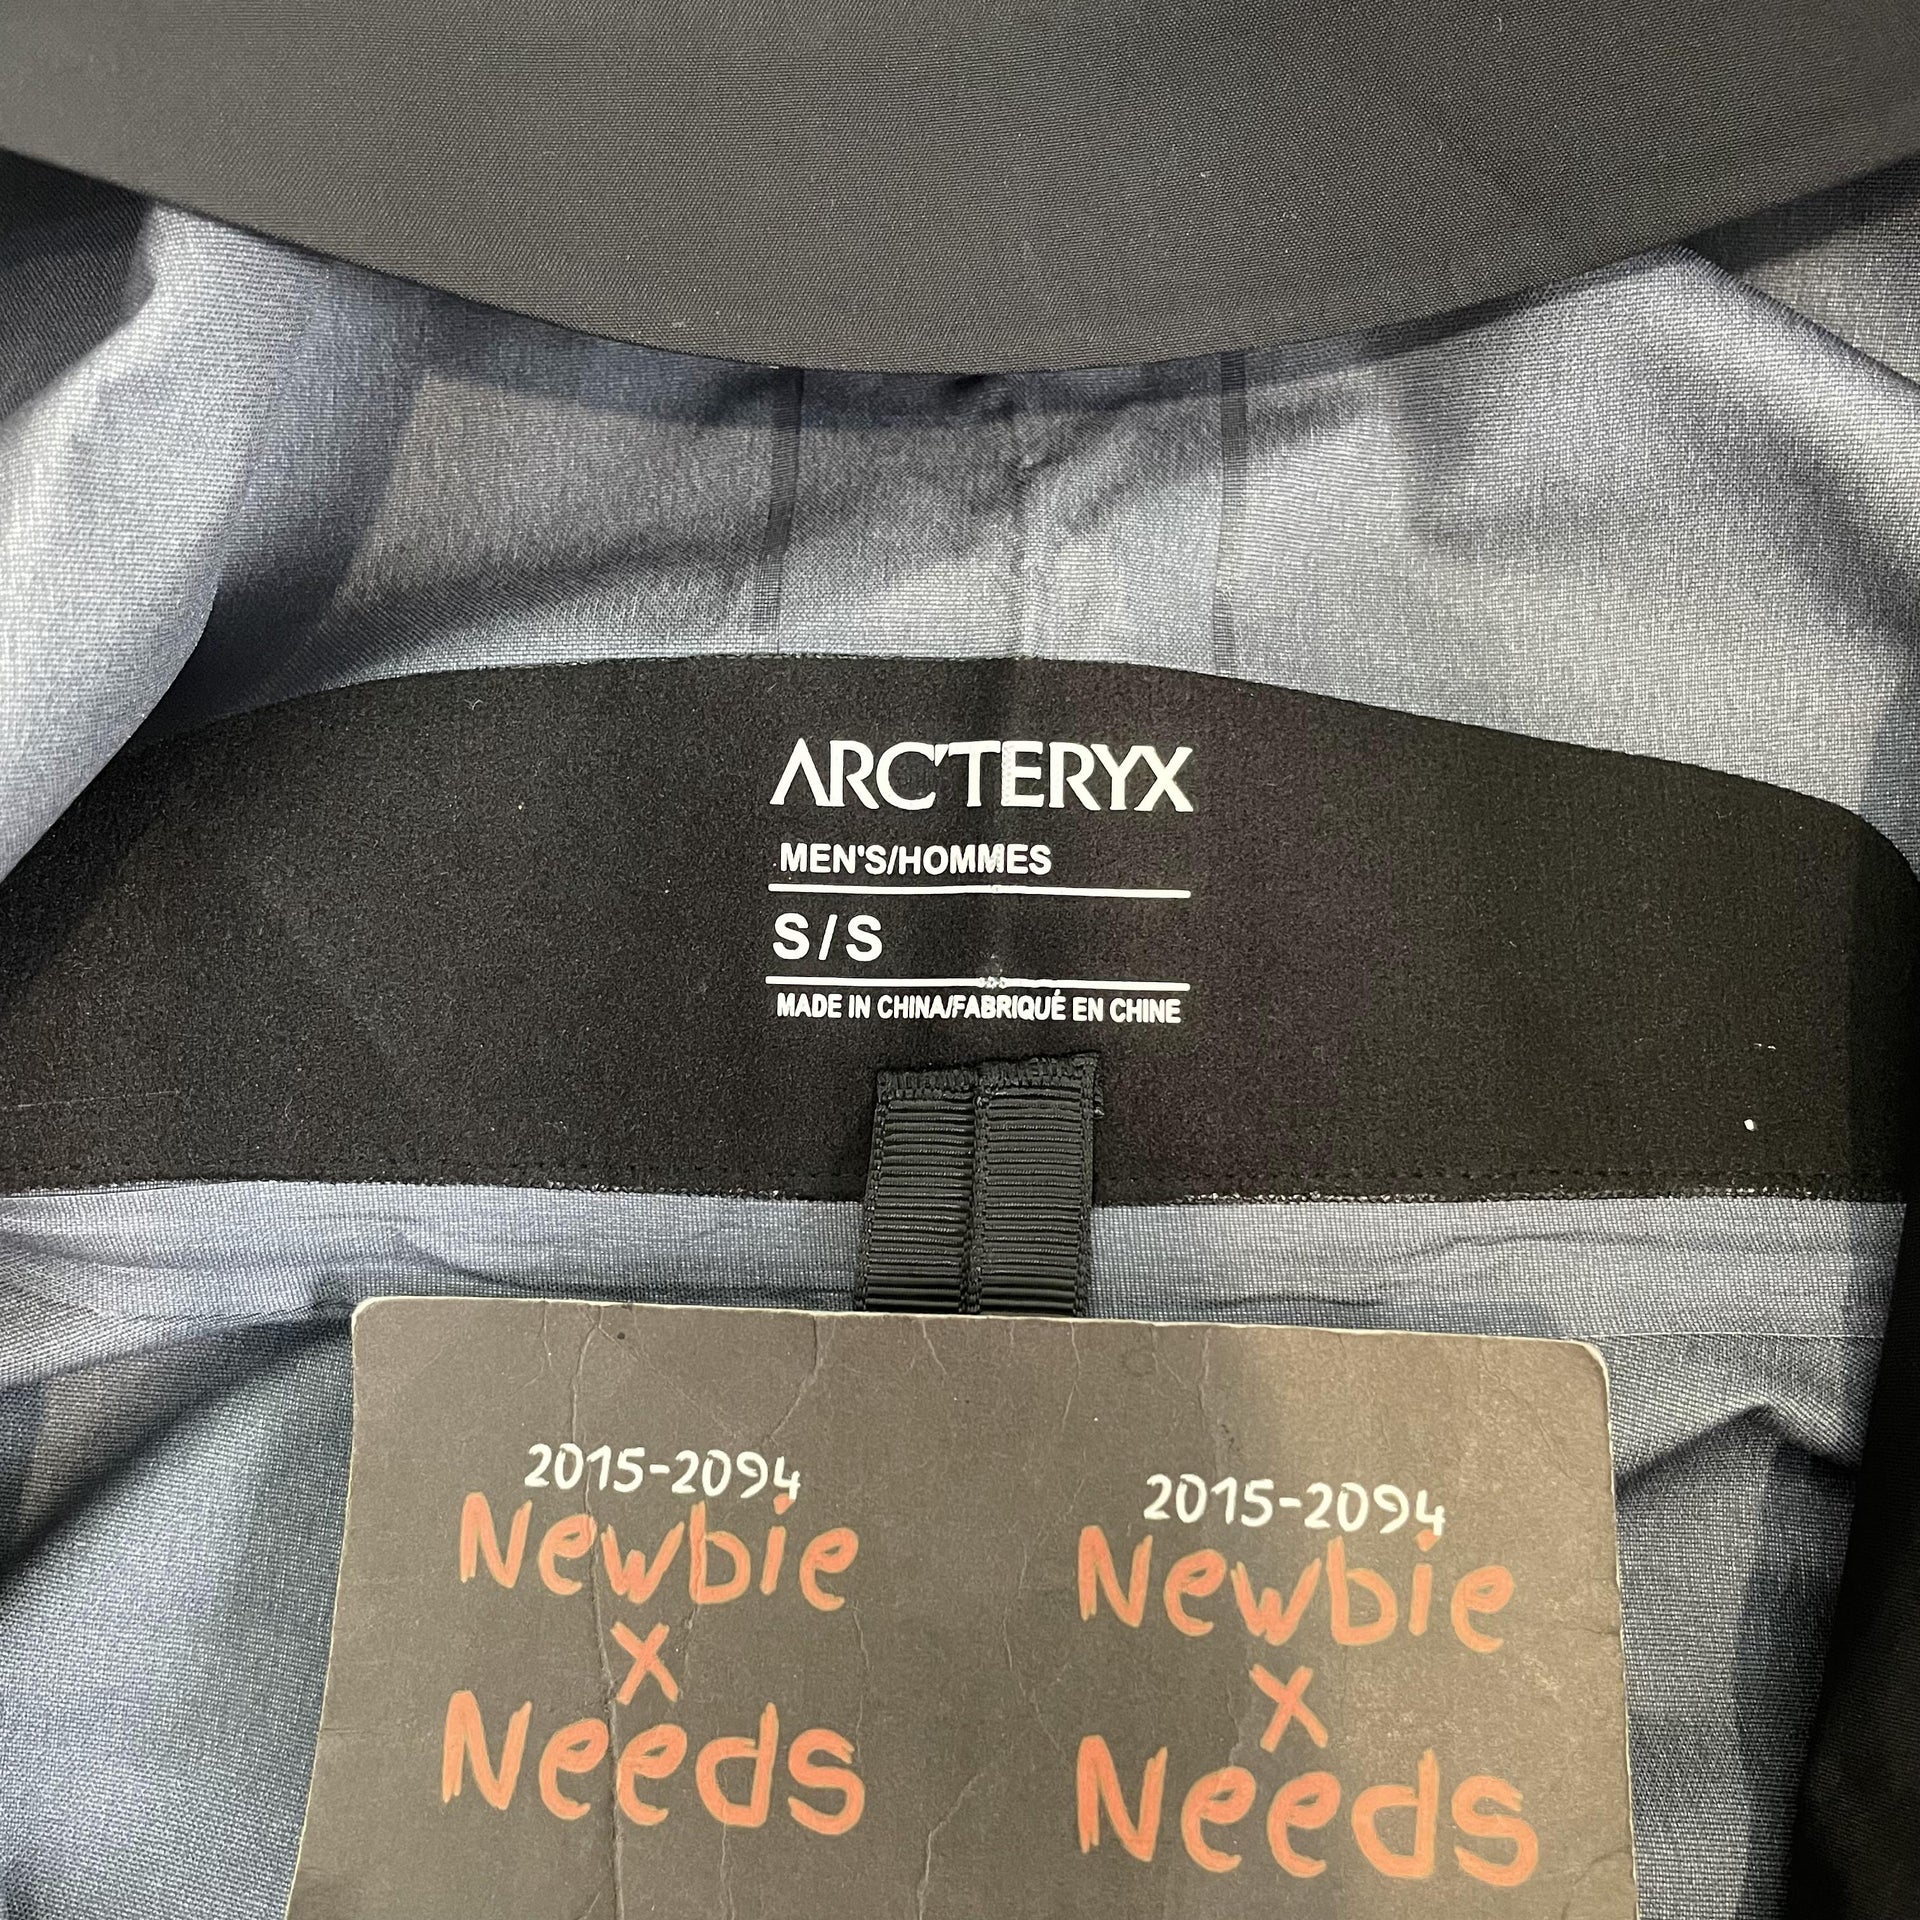 ARC'TERYX
MEN'S/HOMMES
S/S
MADE IN CHINA/FABRIQUÉ EN CHINE
2015-2094
Newbie
x
Needs
2015-2094
Newbie
x
Needs